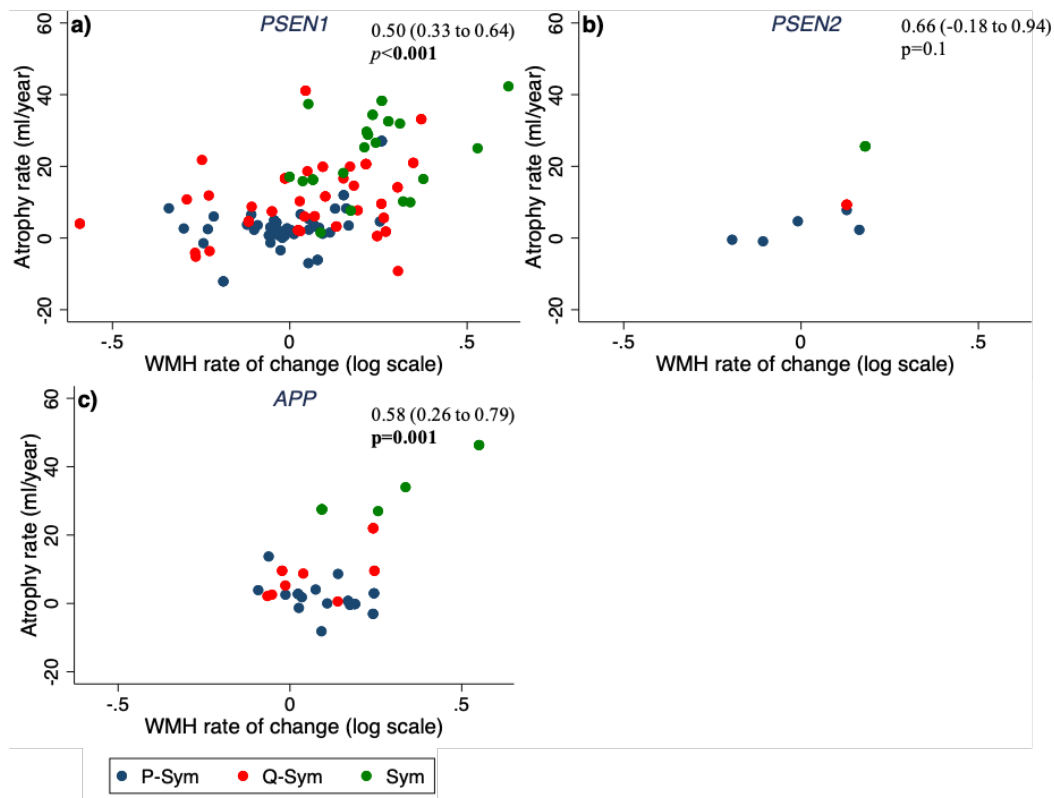 a)
PSEN1
0.50 (0.33 to 0.64)
p<0.001
60
40
20
0
-20
Atrophy rate (ml/year)
-.5
0
.5
WMH rate of change (log scale)
b)
PSEN2
0.66 (-0.18 to 0.94)
p=0.1
60
40
20
0
-20
Atrophy rate (ml/year)
-.5
0
.5
WMH rate of change (log scale)
c)
APP
0.58 (0.26 to 0.79)
p=0.001
60
40
20
0
-20
Atrophy rate (ml/year)
-.5
0
.5
WMH rate of change (log scale)
P-Sym Q-Sym Sym